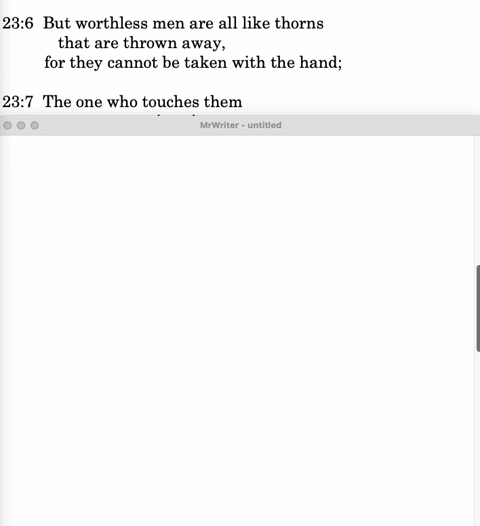 23:6 But worthless men are all like thorns
that are thrown away,
for they cannot be taken with the hand;
23:7 The one who touches them
MrWriter - untitled